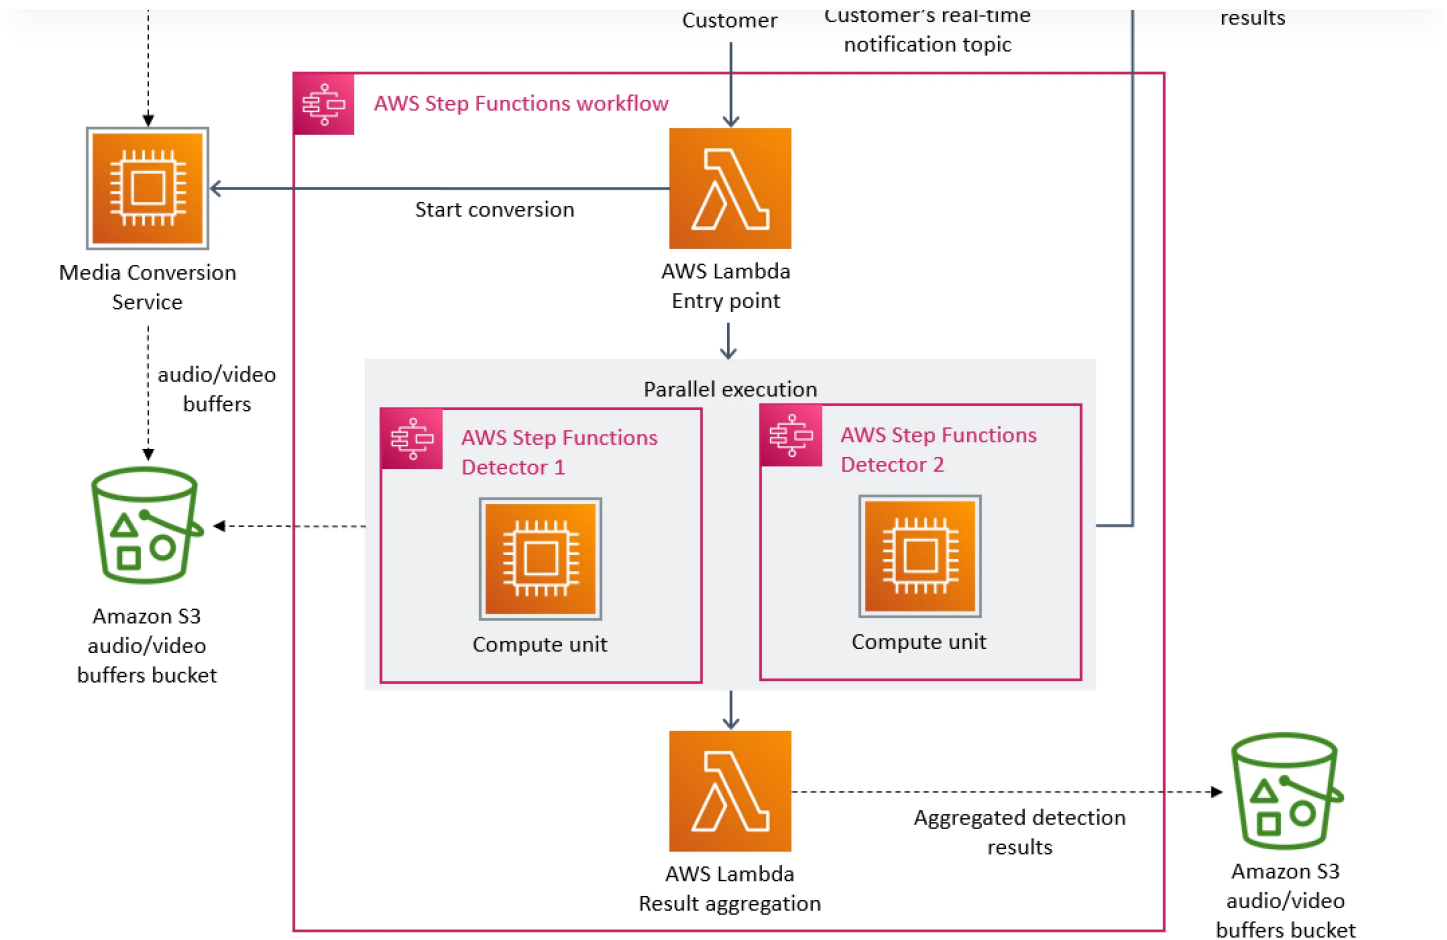 Customer
Customer's real-time
notification topic
results
AWS Step Functions workflow
Start conversion
Media Conversion
Service
AWS Lambda
Entry point
audio/video
buffers
Parallel execution
AWS Step Functions
Detector 1
AWS Step Functions
Detector 2
Compute unit
Compute unit
Amazon S3
audio/video
buffers bucket
Aggregated detection
results
AWS Lambda
Result aggregation
Amazon S3
audio/video
buffers bucket